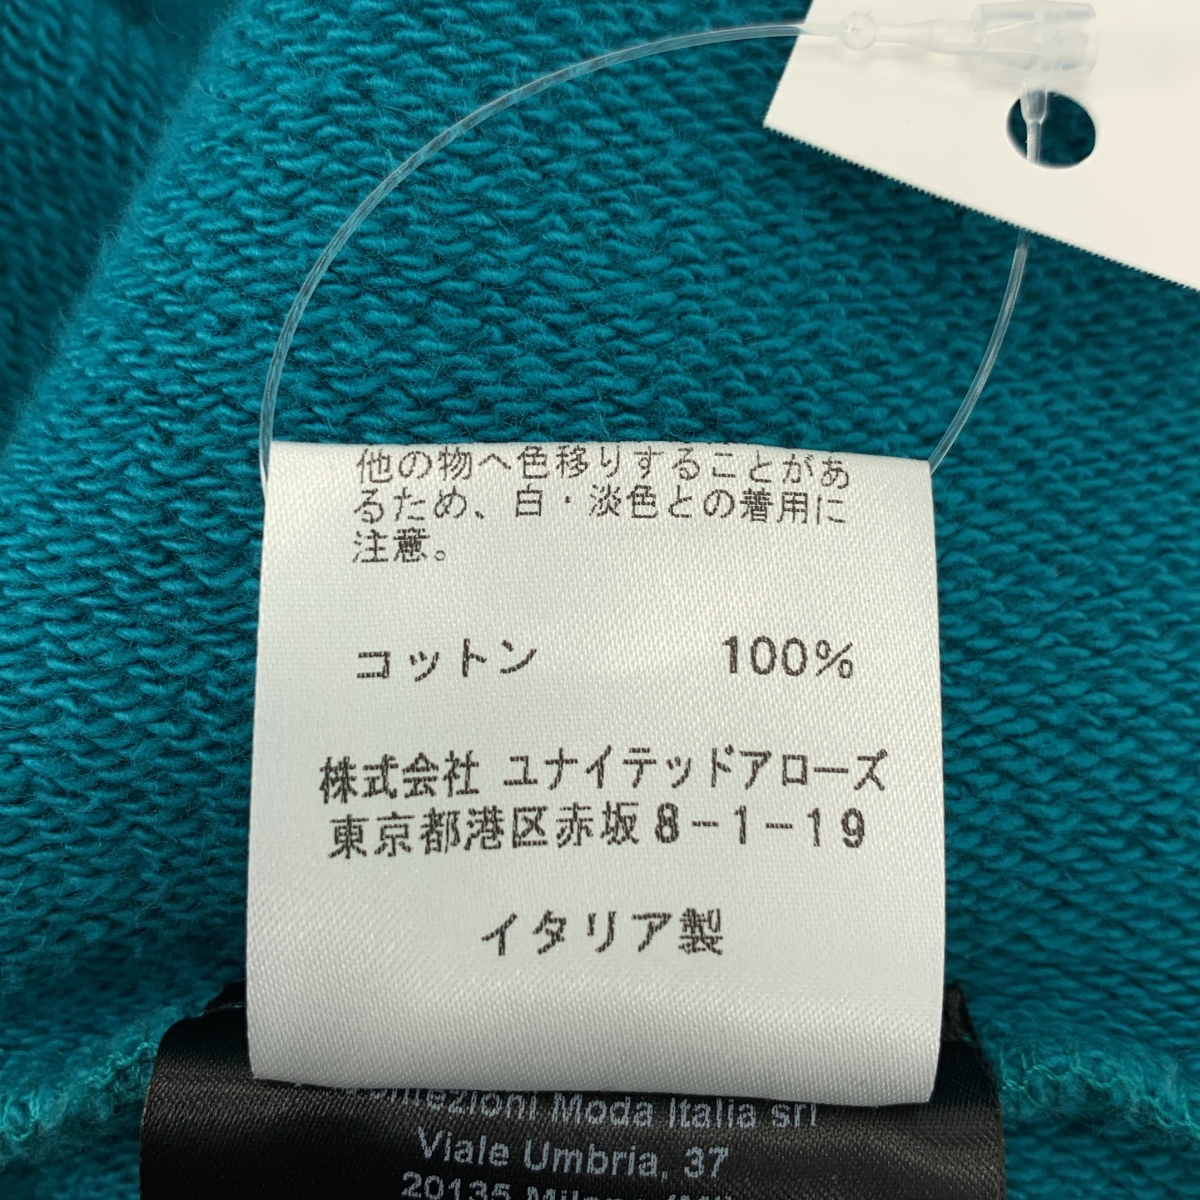 他の物へ色移りすることがあ
るため、白・淡色との着用に
注意。
コットン 100%
株式会社 ユナイテッドアローズ
東京都港区赤坂8-1-19
イタリア製
Moda Italia srl
Viale Umbria, 37
20135